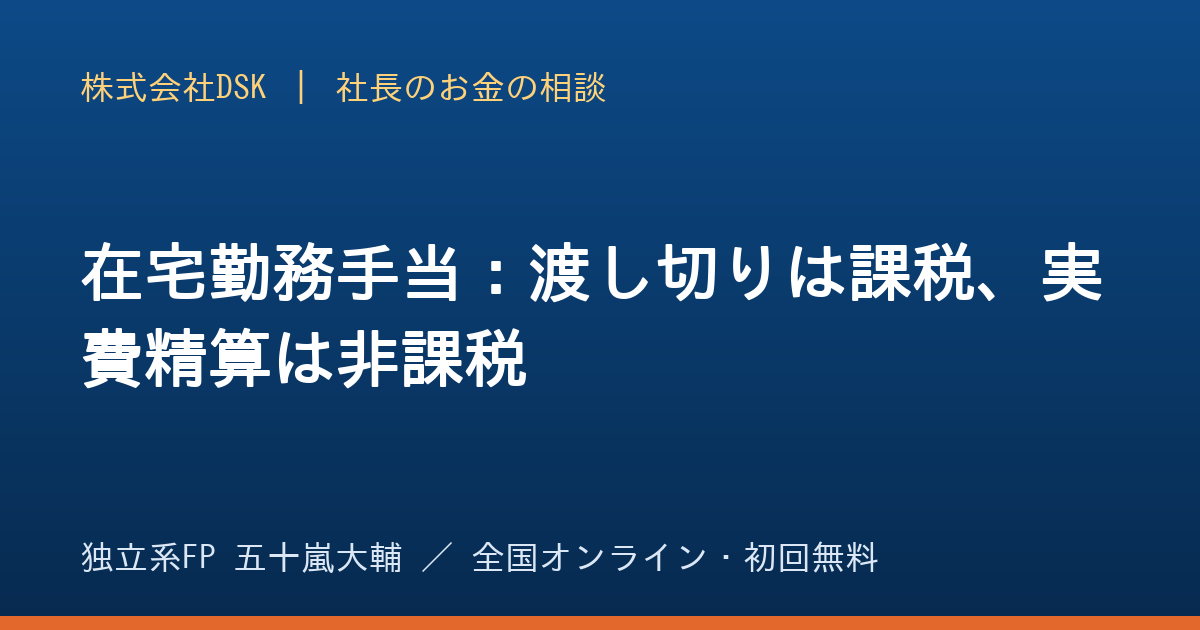 株式会社DSK ｜ 社長のお金の相談
在宅勤務手当：渡し切りは課税、実
費精算は非課税
独立系FP 五十嵐大輔 ／ 全国オンライン・初回無料